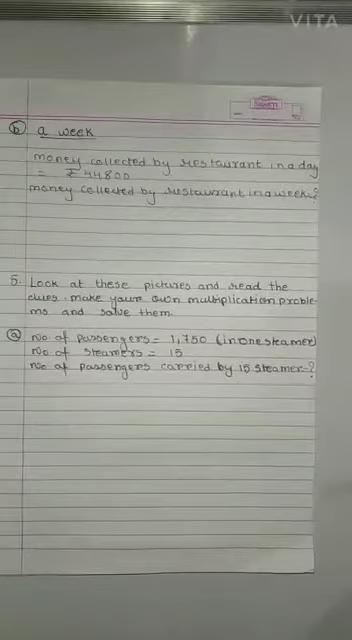 VITA
ⓑ a week
money collected by restaurant in a day
= ₹ 44800
money collected by restaurant in a week?
5. Look at these pictures and read the
clues. make your own multiplication proble-
ms and solve them.
ⓐ No of passengers = 1,750 (in one steamer)
No of steamers = 15
No of passengers carried by 15 steamer?